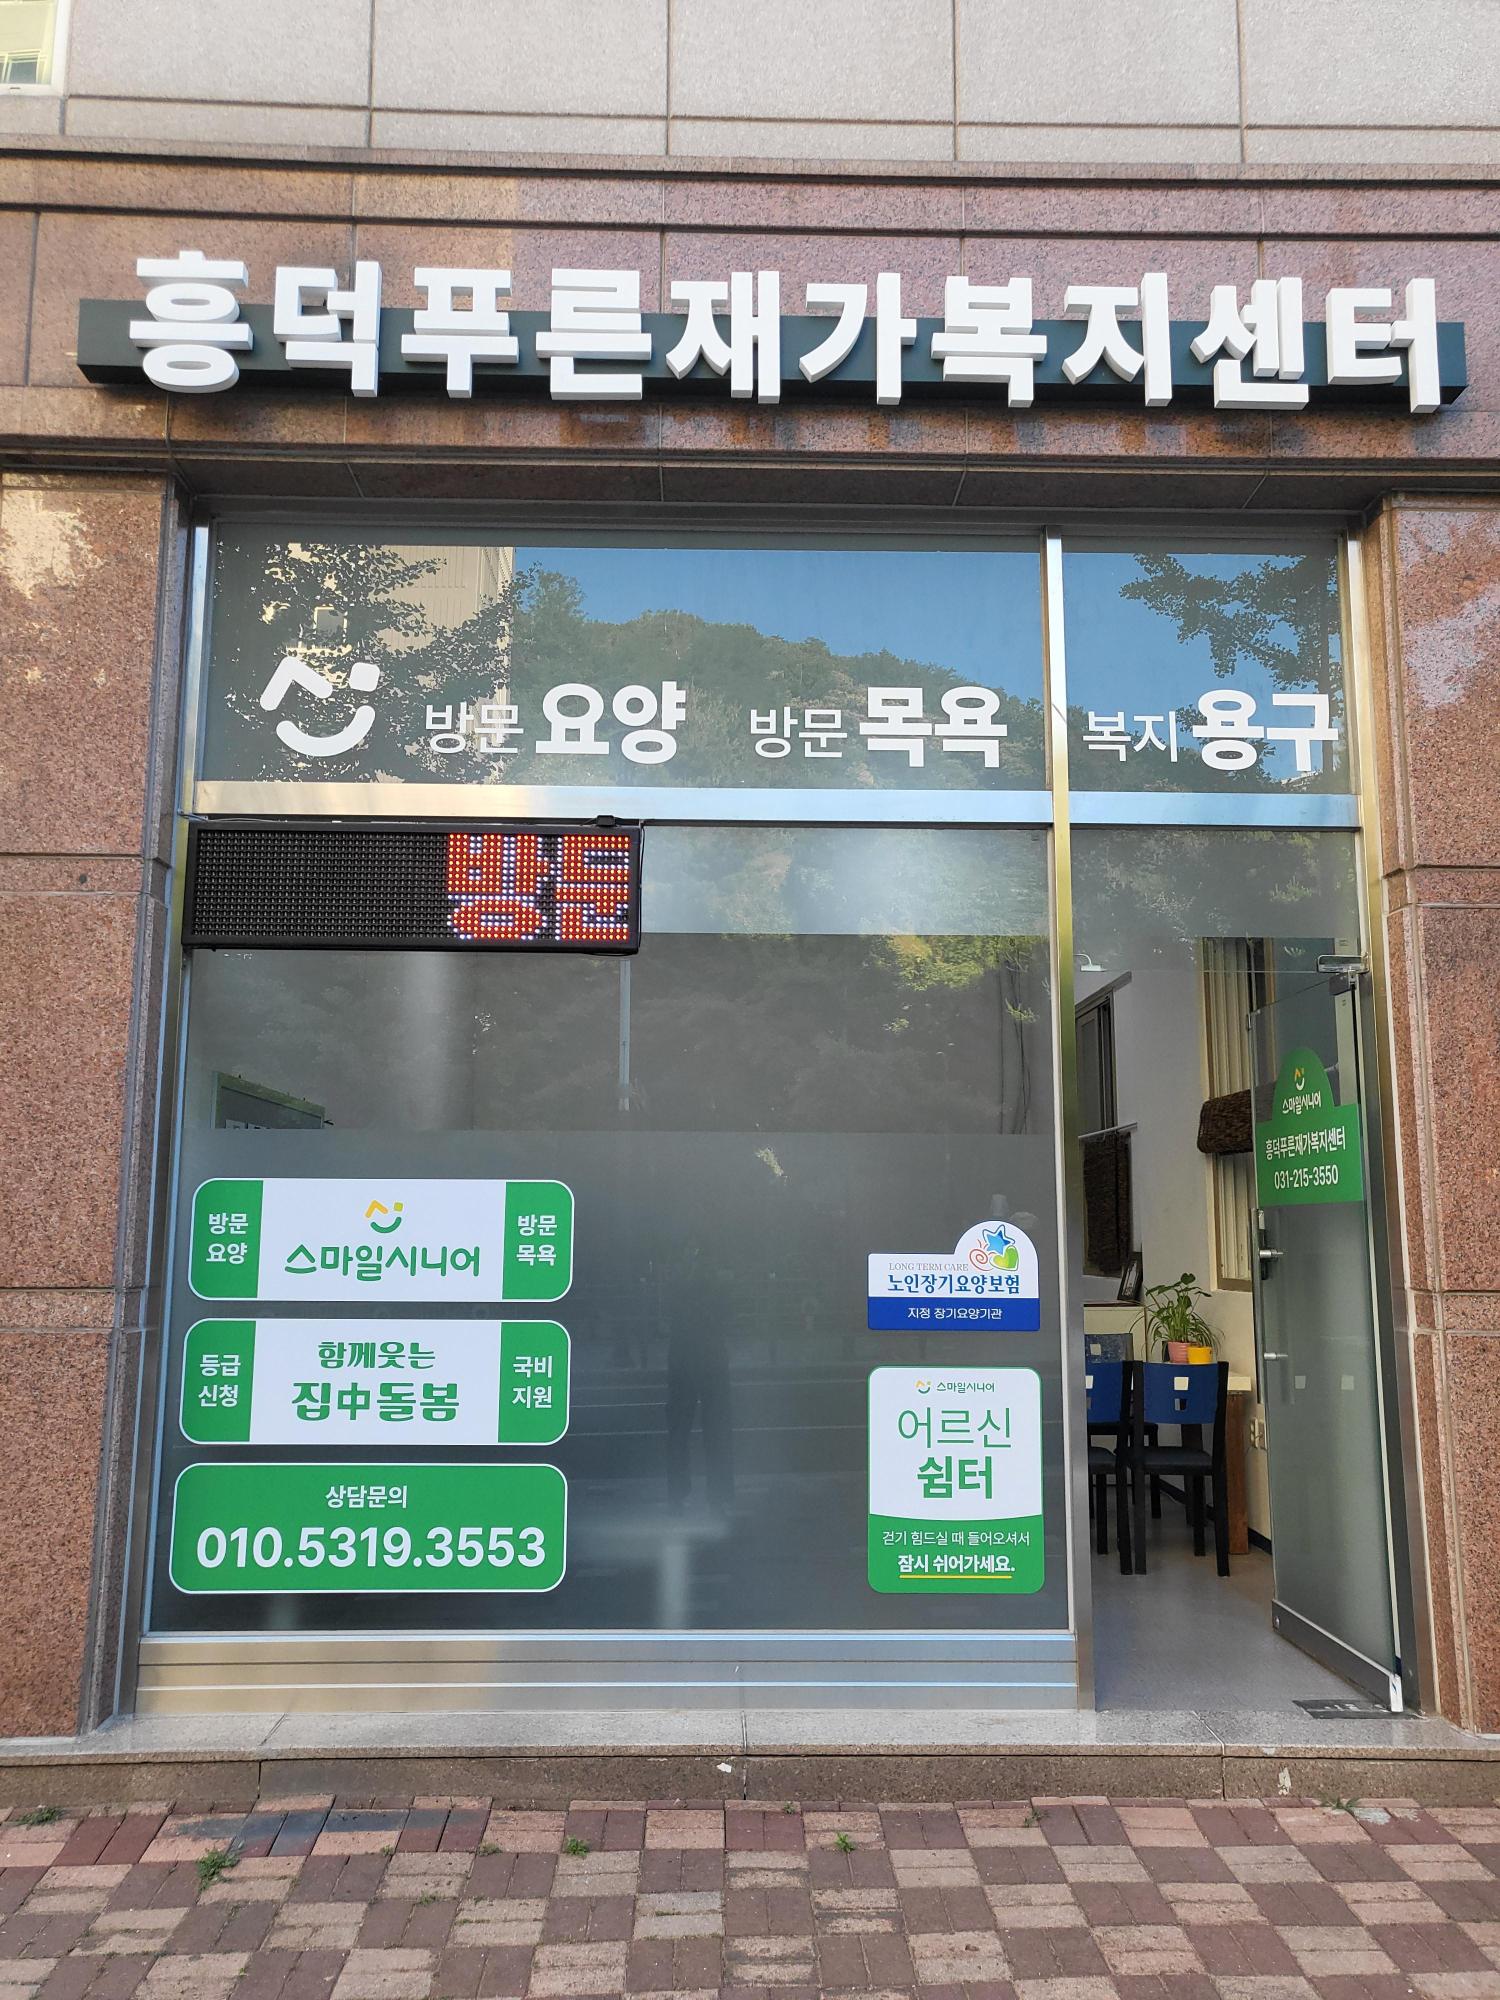 흥덕푸른재가복지센터
방문 요양 방문 목욕 복지 용구
방문
스마일시니어
흥덕푸른재가복지센터
031-215-3550
방문
요양
스마일시니어
방문
목욕
LONG TERM CARE
노인장기요양보험
지정 장기요양기관
등급
신청
함께웃는
집中돌봄
국비
지원
스마일시니어
어르신
쉼터
걷기 힘드실 때 들어오셔서
잠시 쉬어가세요.
상담문의
010.5319.3553